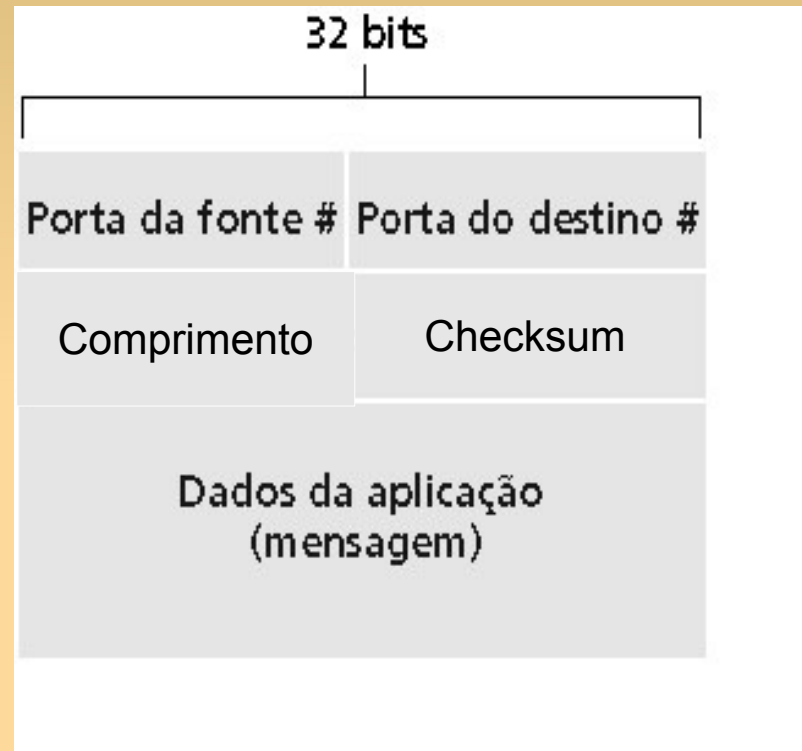 32 bits
Porta da fonte # Porta do destino #
Comprimento Checksum
Dados da aplicação
(mensagem)